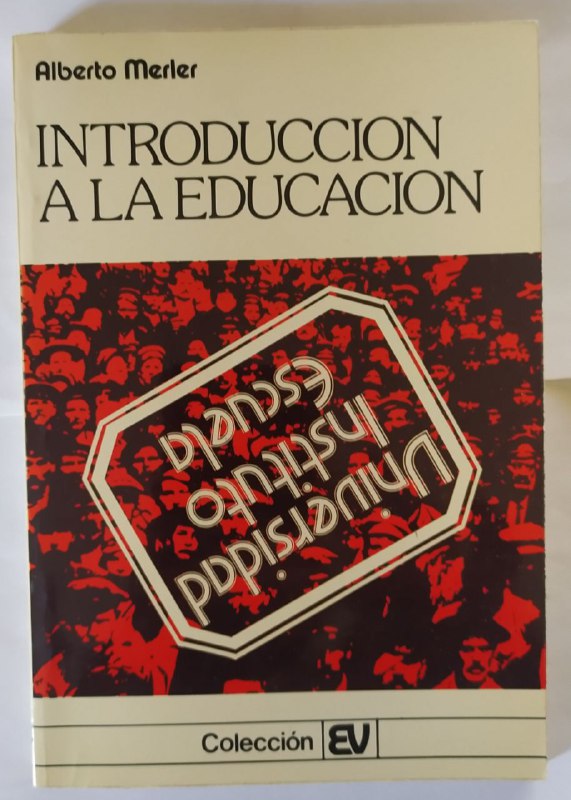 Alberto Merler
INTRODUCCION
A LA EDUCACION
Universidad
Instituto
Escuela
Colección EV